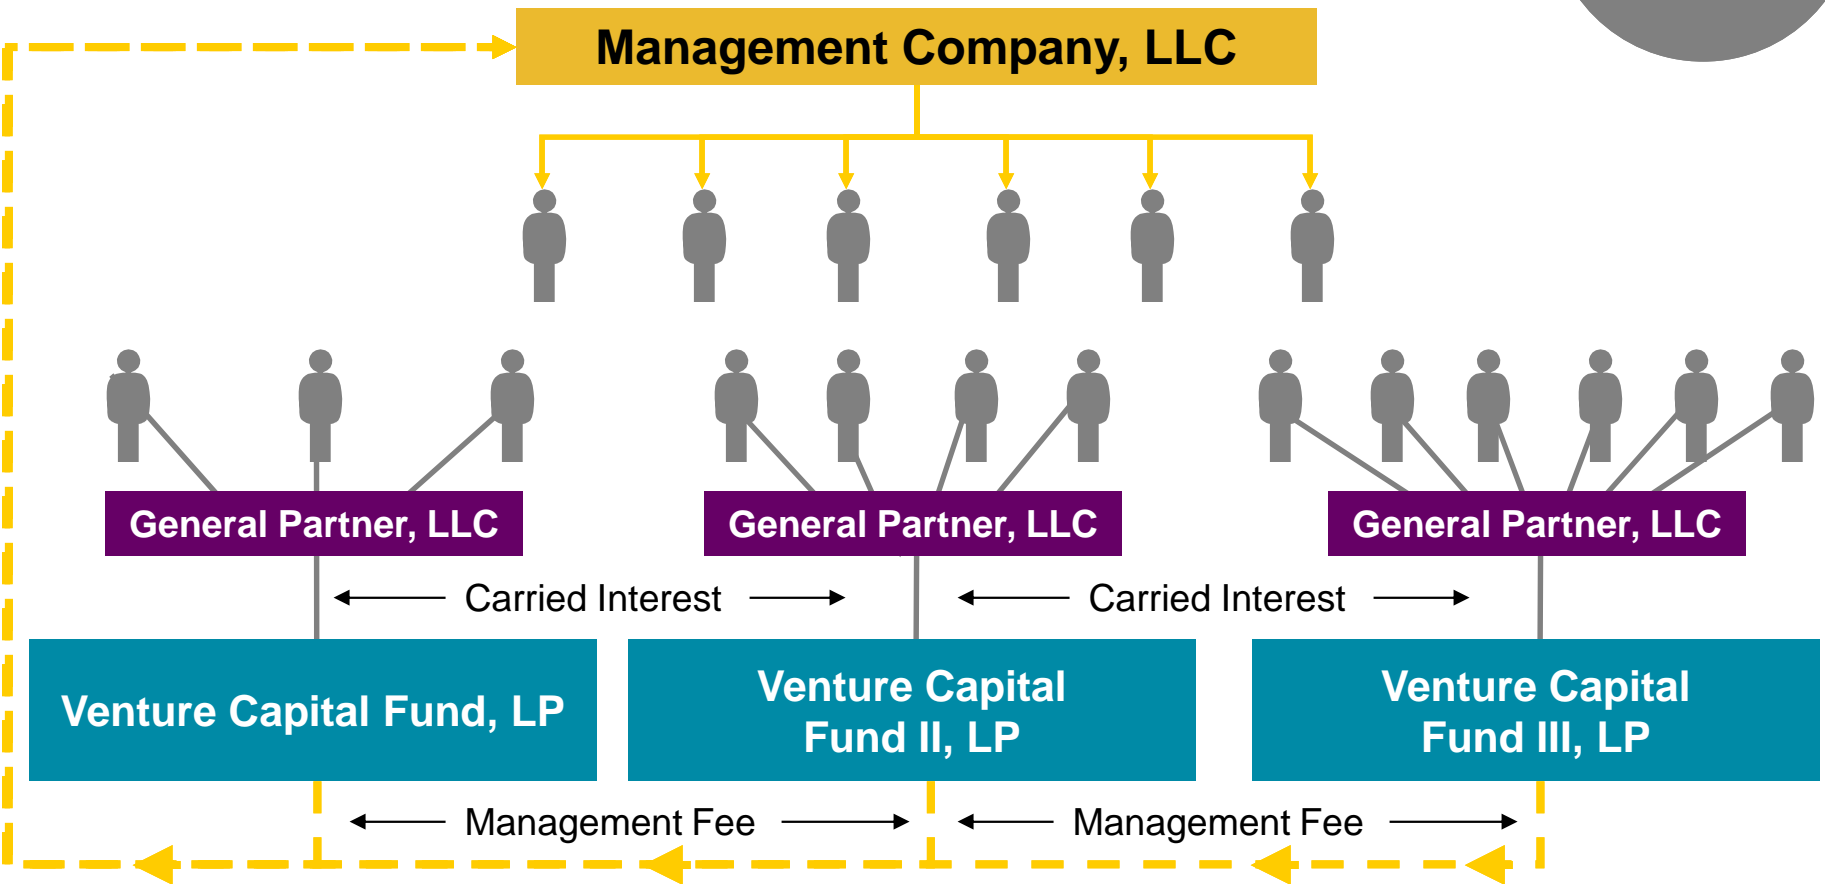 Management Company, LLC
General Partner, LLC
General Partner, LLC
General Partner, LLC
Carried Interest
Carried Interest
Venture Capital Fund, LP
Venture Capital
Fund II, LP
Venture Capital
Fund III, LP
Management Fee
Management Fee